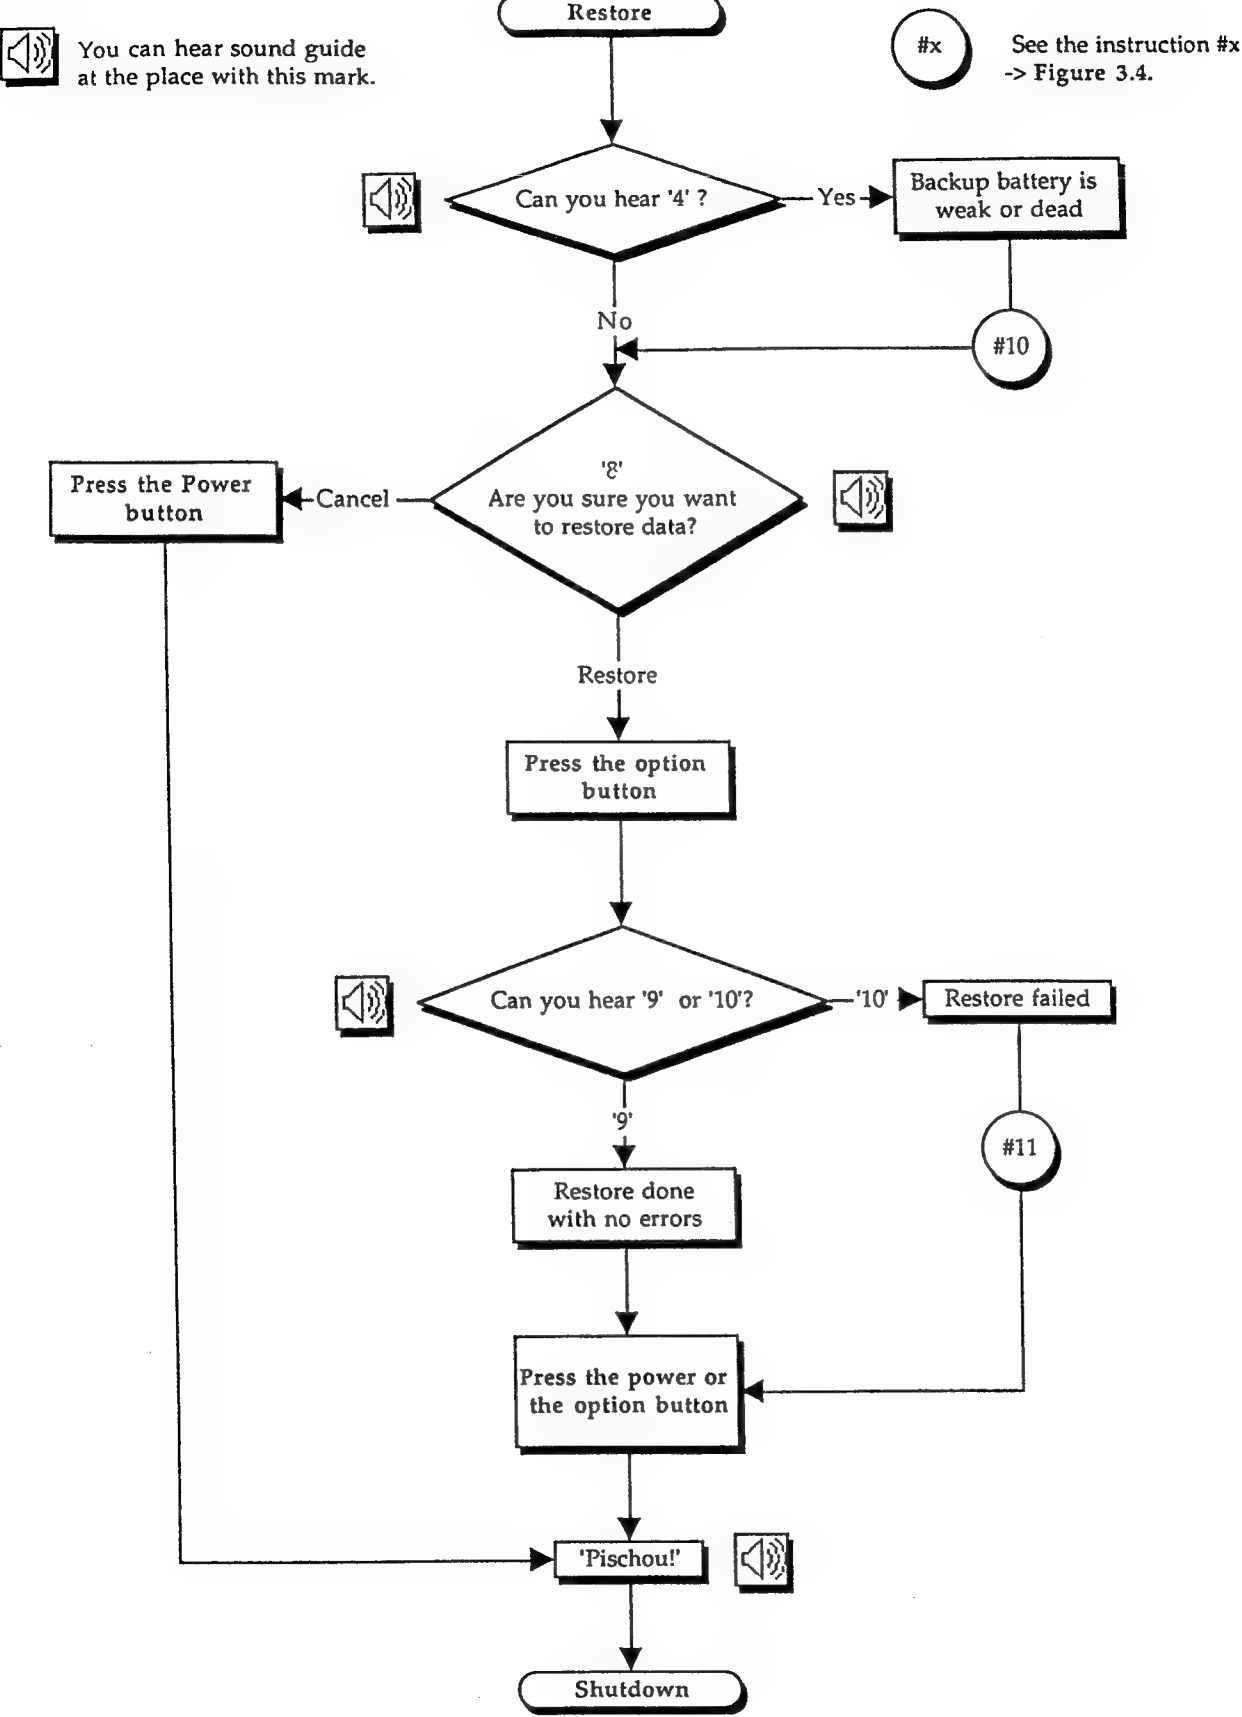 Restore
You can hear sound guide
at the place with this mark.
#x
See the instruction #x
-> Figure 3.4.
Can you hear '4' ?
Yes
Backup battery is
weak or dead
No
#10
Press the Power
button
Cancel
'8'
Are you sure you want
to restore data?
Restore
Press the option
button
Can you hear '9' or '10'?
'10'
Restore failed
'9'
#11
Restore done
with no errors
Press the power or
the option button
'Pischou!'
Shutdown